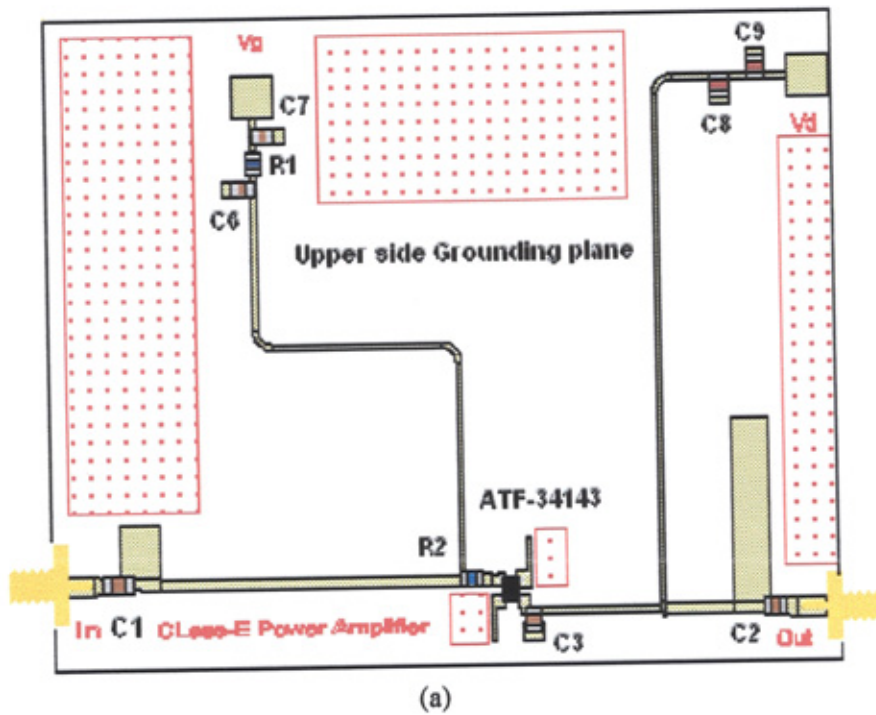 Vg
C9
C7
C8
Vd
R1
C6
Upper side Grounding plane
ATF-34143
R2
In C1 CLass-E Power Amplifier
C3
C2
Out
(a)